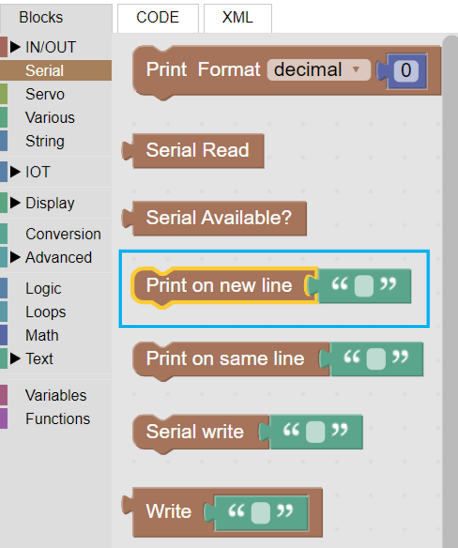 Blocks
CODE
XML
IN/OUT
Serial
Servo
Various
String
IOT
Display
Conversion
Advanced
Logic
Loops
Math
Text
Variables
Functions
Print Format decimal 0
Serial Read
Serial Available?
Print on new line “ ”
Print on same line “ ”
Serial write “ ”
Write “ ”